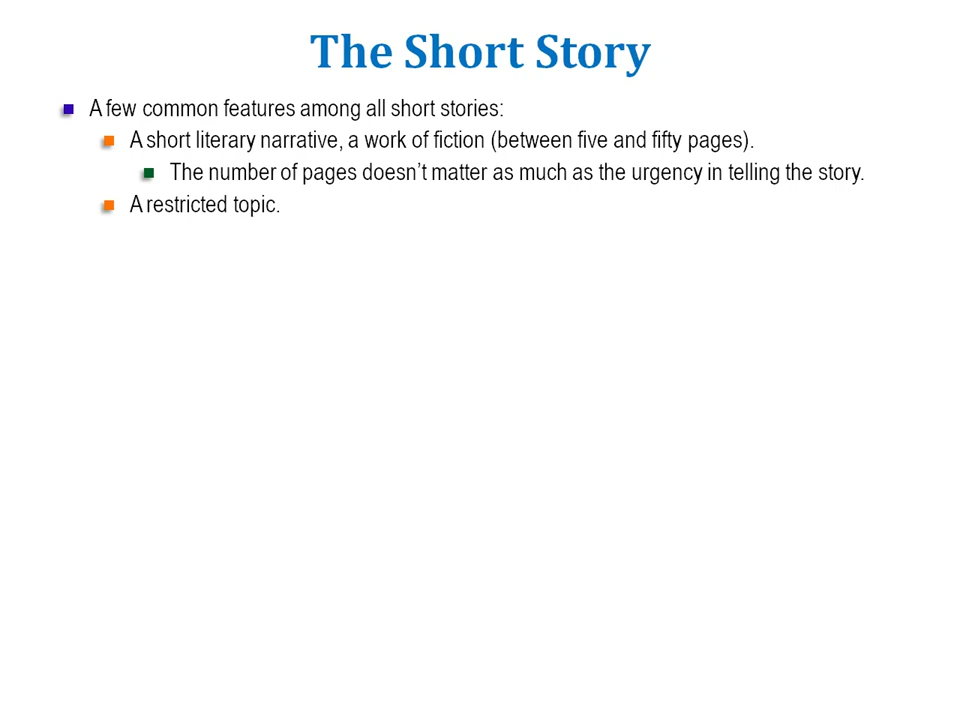 The Short Story
A few common features among all short stories:
A short literary narrative, a work of fiction (between five and fifty pages).
The number of pages doesn’t matter as much as the urgency in telling the story.
A restricted topic.